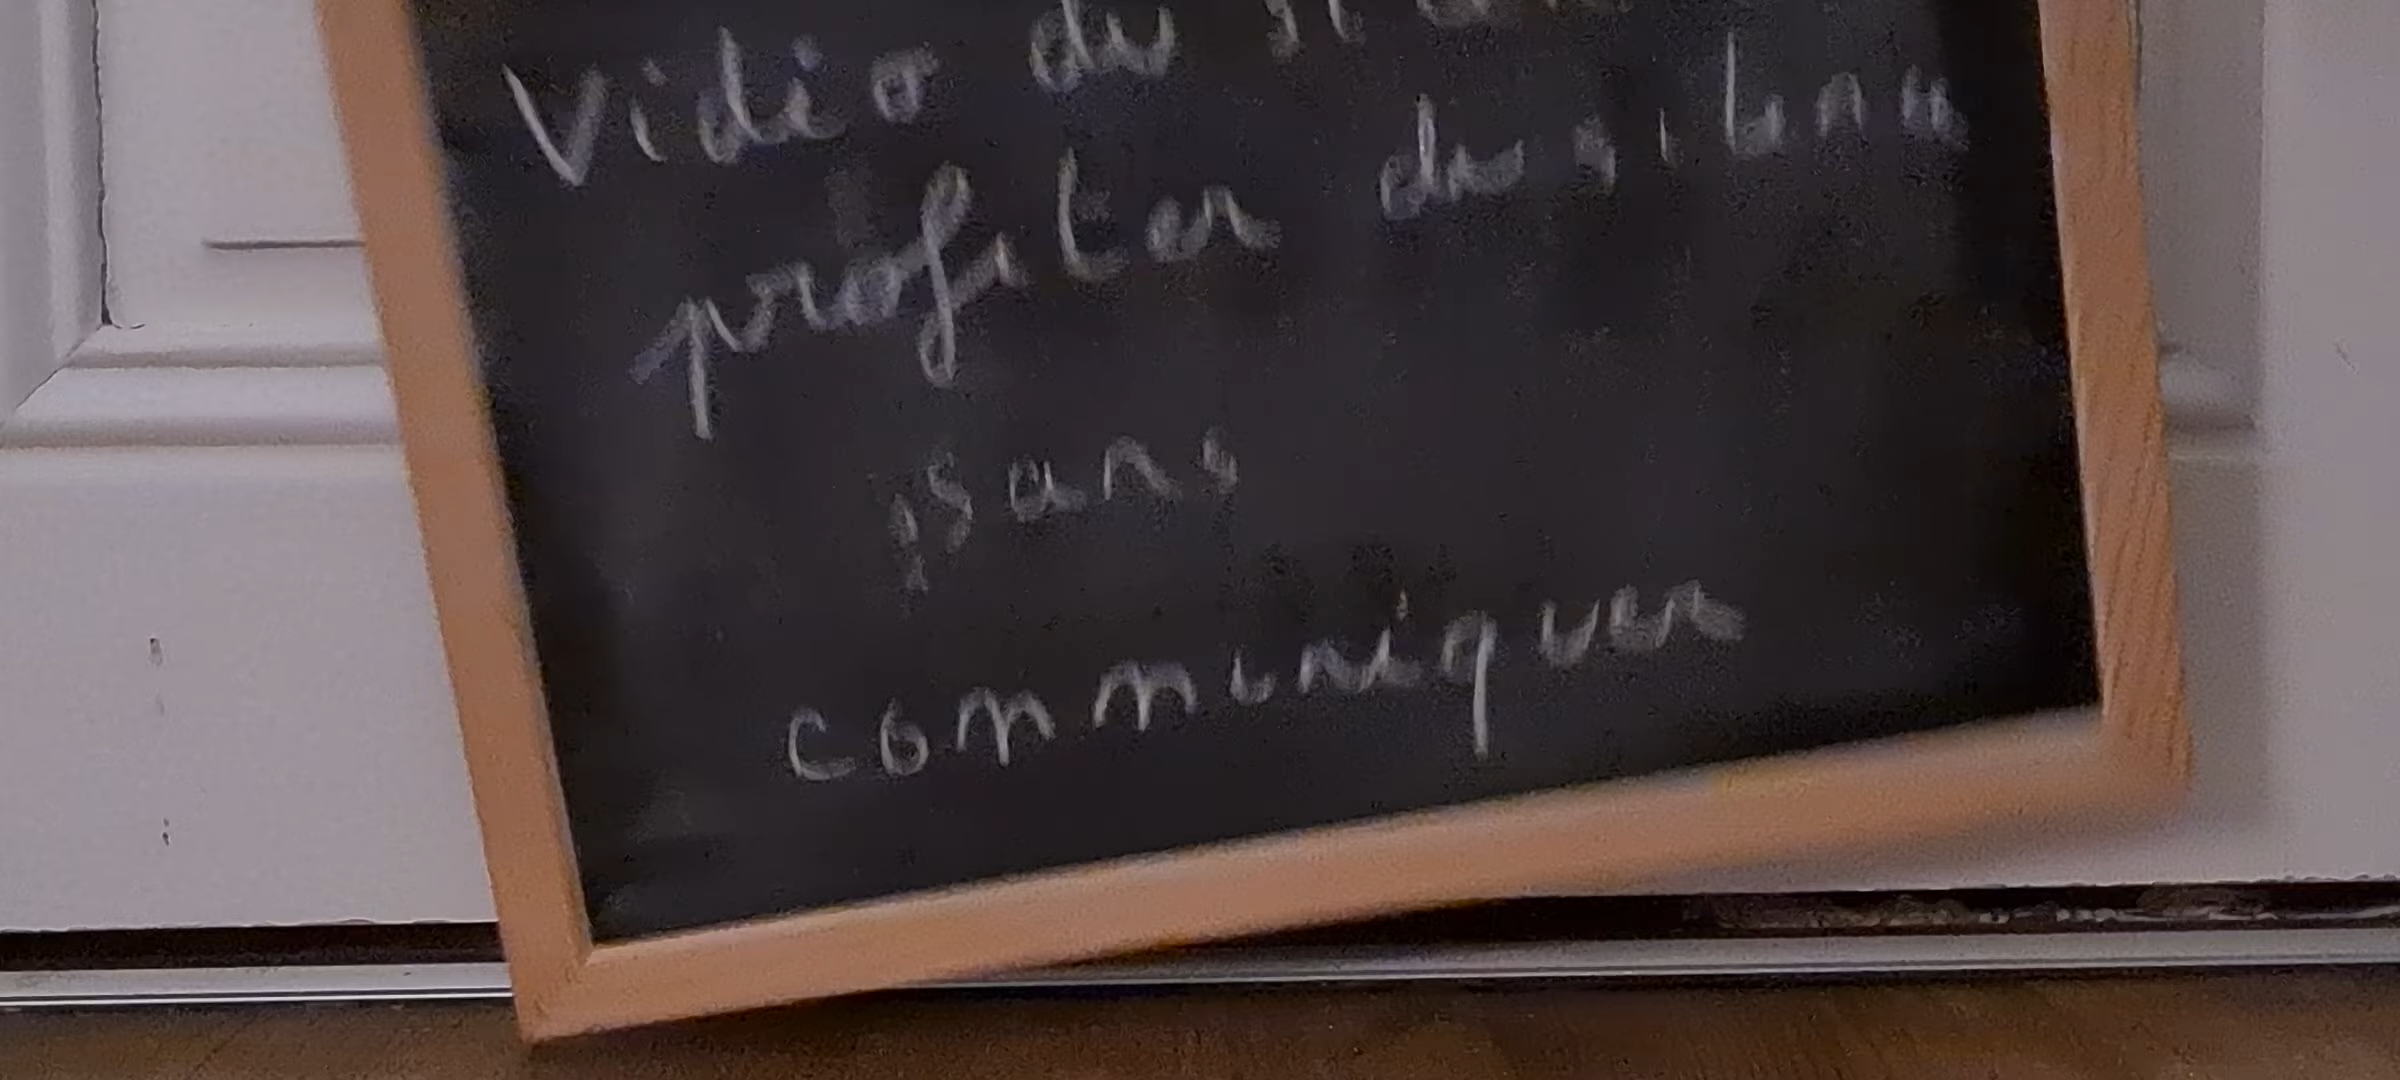 Vidéo du
profiter du silence
sans
communiquer